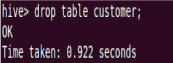 hive> drop table customer;
OK
Time taken: 0.922 seconds